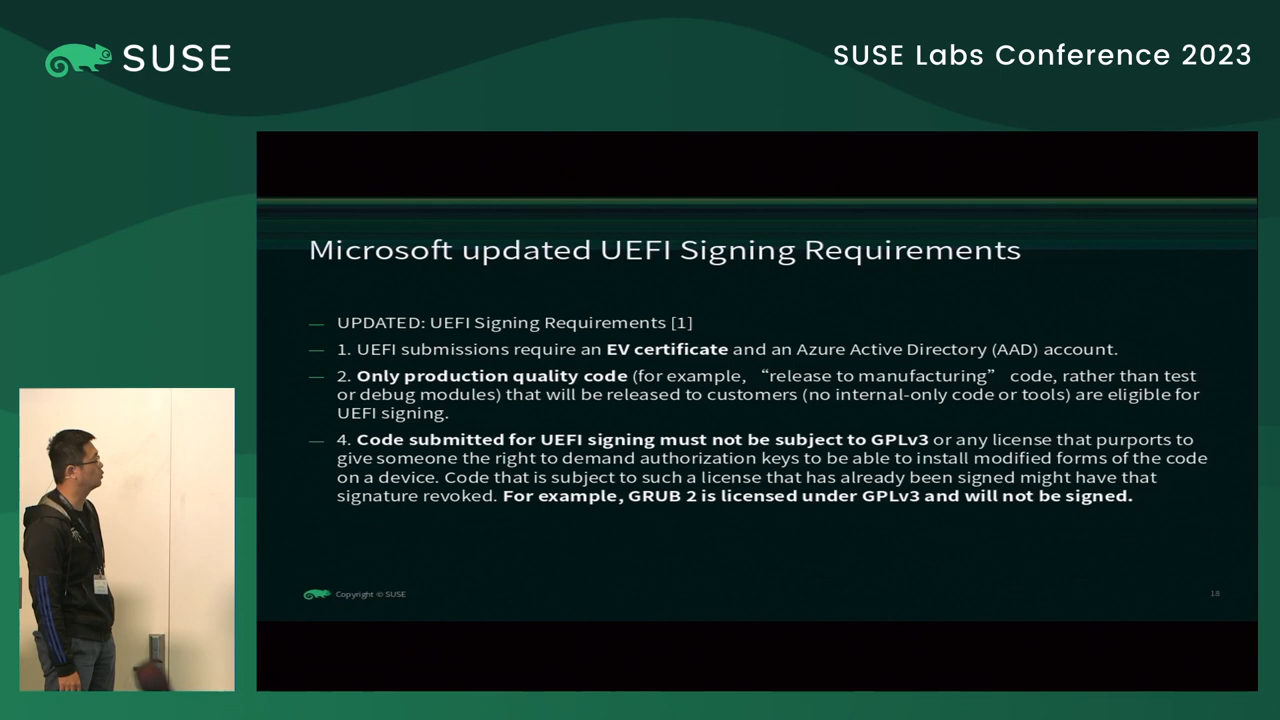 SUSE
SUSE Labs Conference 2023
Microsoft updated UEFI Signing Requirements
— UPDATED: UEFI Signing Requirements [1]
— 1. UEFI submissions require an EV certificate and an Azure Active Directory (AAD) account.
— 2. Only production quality code (for example, “release to manufacturing” code, rather than test
or debug modules) that will be released to customers (no internal-only code or tools) are eligible for
UEFI signing.
— 4. Code submitted for UEFI signing must not be subject to GPLv3 or any license that purports to
give someone the right to demand authorization keys to be able to install modified forms of the code
on a device. Code that is subject to such a license that has already been signed might have that
signature revoked. For example, GRUB 2 is licensed under GPLv3 and will not be signed.
Copyright © SUSE
18